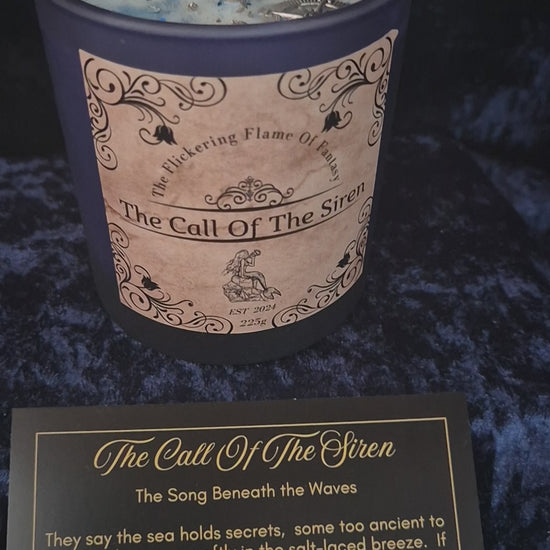 The Flickering Flame Of Fantasy
The Call Of The Siren
EST 2024
225g
The Call Of The Siren
The Song Beneath the Waves
They say the sea holds secrets, some too ancient to
in the salt-laced breeze. If